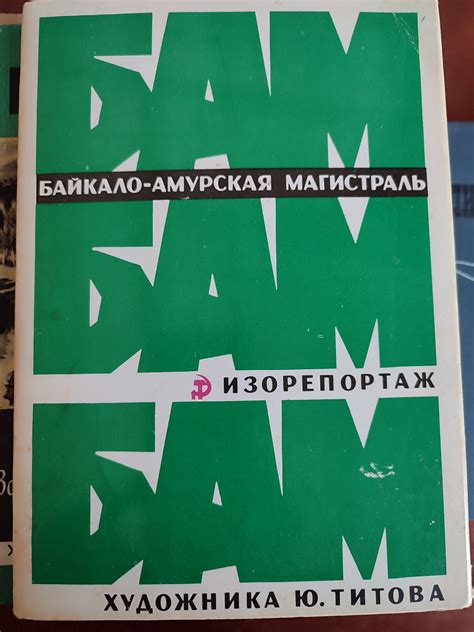 БАМ
БАЙКАЛО-АМУРСКАЯ МАГИСТРАЛЬ
БАМ
ИЗОРЕПОРТАЖ
БАМ
ХУДОЖНИКА Ю. ТИТОВА